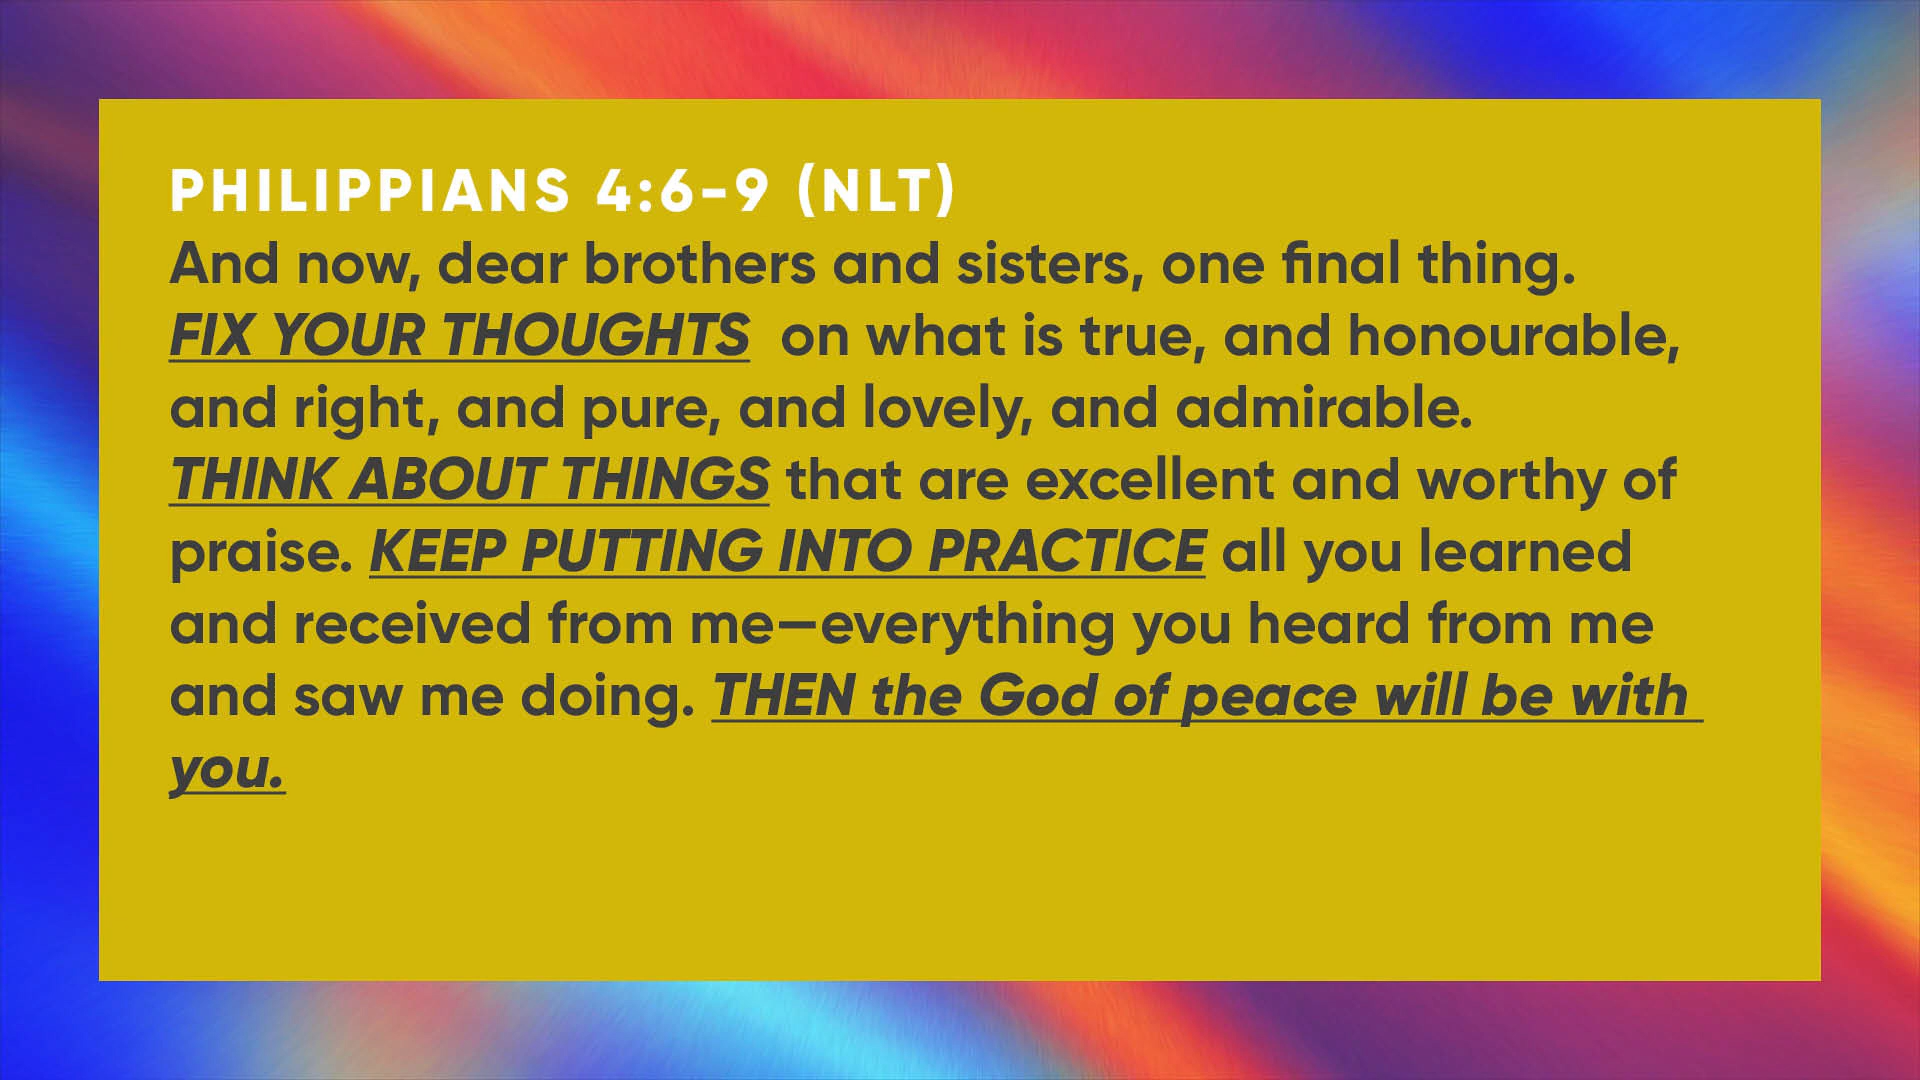 PHILIPPIANS 4:6-9 (NLT)
And now, dear brothers and sisters, one final thing.
FIX YOUR THOUGHTS  on what is true, and honourable,
and right, and pure, and lovely, and admirable.
THINK ABOUT THINGS that are excellent and worthy of
praise. KEEP PUTTING INTO PRACTICE all you learned
and received from me—everything you heard from me
and saw me doing. THEN the God of peace will be with
you.